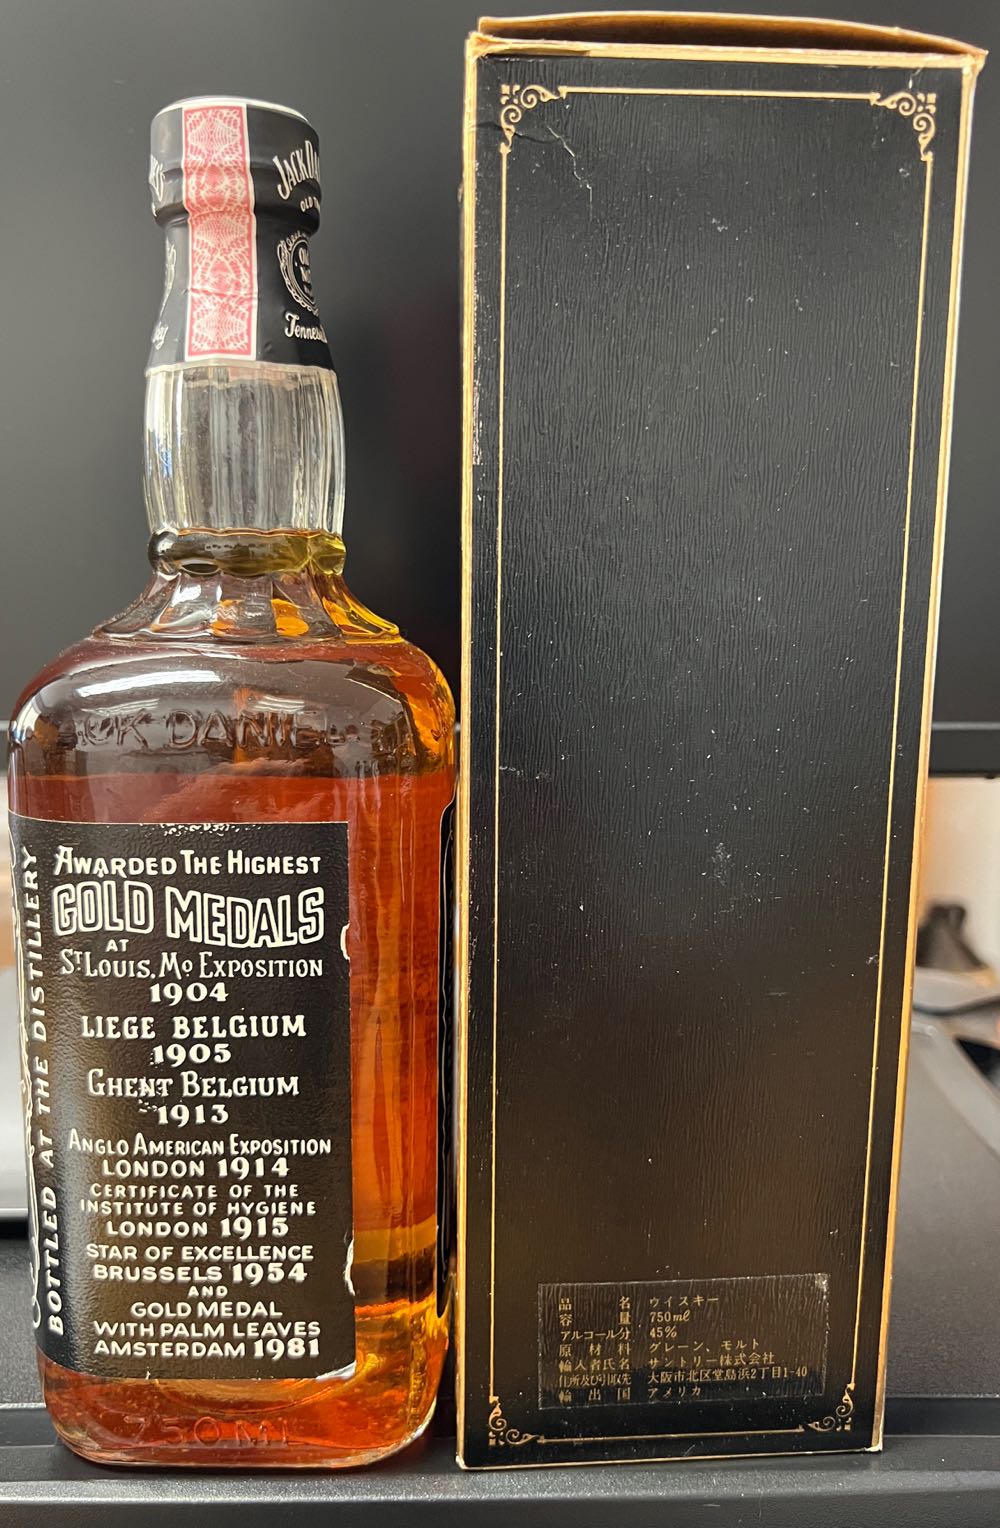 JACK DA
OLD
Tennes
CK DANIEL
BOTTLED AT THE DISTILLERY
AWARDED THE HIGHEST
GOLD MEDALS
AT
ST. LOUIS, MO EXPOSITION
1904
LIEGE BELGIUM
1905
GHENT BELGIUM
1913
ANGLO AMERICAN EXPOSITION
LONDON 1914
CERTIFICATE OF THE
INSTITUTE OF HYGIENE
LONDON 1915
STAR OF EXCELLENCE
BRUSSELS 1954
AND
GOLD MEDAL
WITH PALM LEAVES
AMSTERDAM 1981
750 Ml
品名 ウイスキー
容量 750ml
アルコール分 45%
原材料 グレーン、モルト
輸入者氏名 サントリー株式会社
住所及び引取先 大阪市北区堂島浜2丁目1-40
輸出国 アメリカ